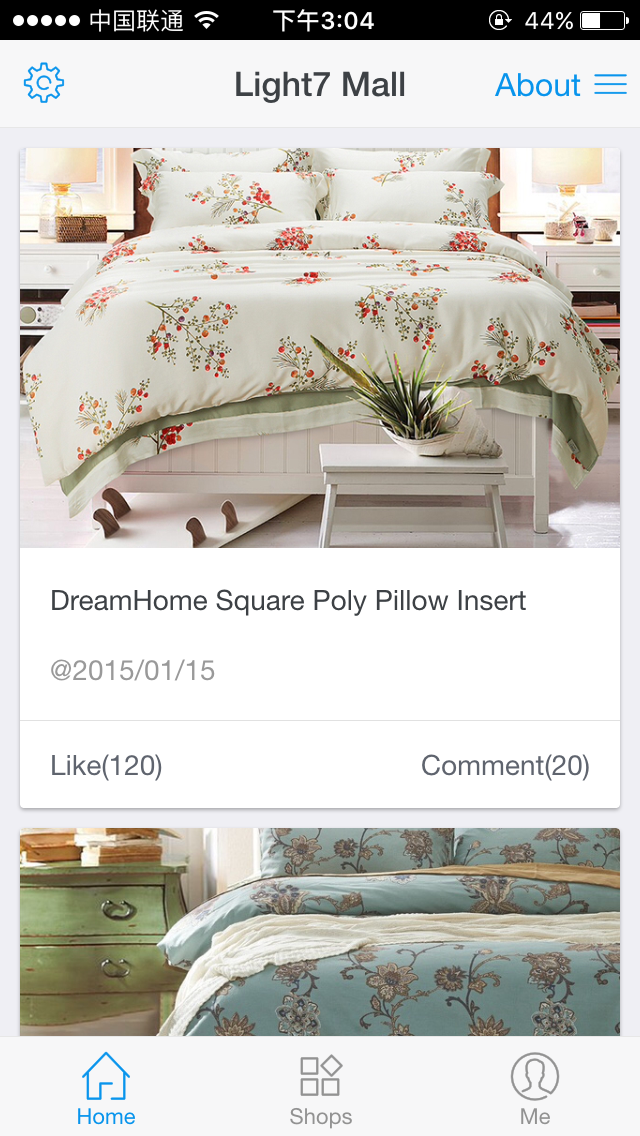 中国联通 下午3:04 44%
Light7 Mall About
DreamHome Square Poly Pillow Insert
@2015/01/15
Like(120) Comment(20)
Home Shops Me